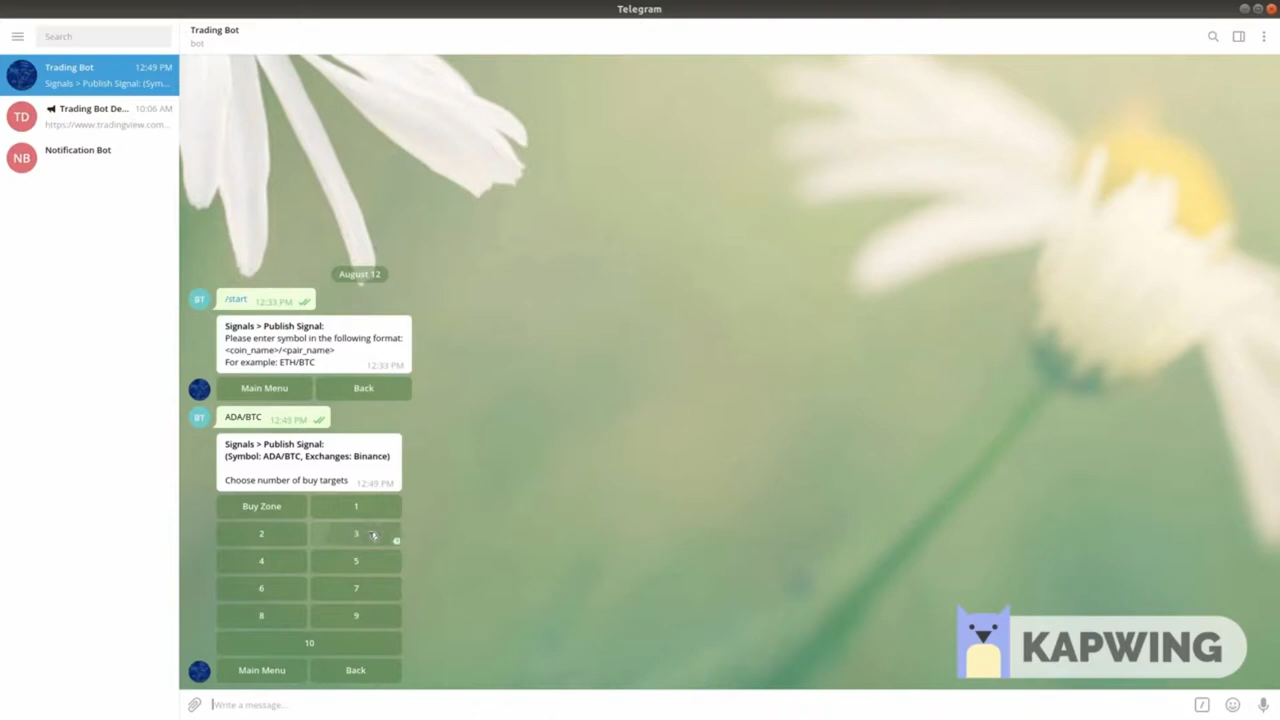 Telegram
Search
Trading Bot
bot
Trading Bot 12:49 PM
Signals > Publish Signal: (Sym...
TD
Trading Bot De... 10:06 AM
https://www.tradingview.com...
NB
Notification Bot
August 12
BT
/start 12:33 PM
Signals > Publish Signal:
Please enter symbol in the following format:
<coin_name>/<pair_name>
For example: ETH/BTC
12:33 PM
Main Menu Back
BT
ADA/BTC 12:49 PM
Signals > Publish Signal:
(Symbol: ADA/BTC, Exchanges: Binance)
Choose number of buy targets 12:49 PM
Buy Zone 1
2 3
4 5
6 7
8 9
10
Main Menu Back
KAPWING
Write a message...